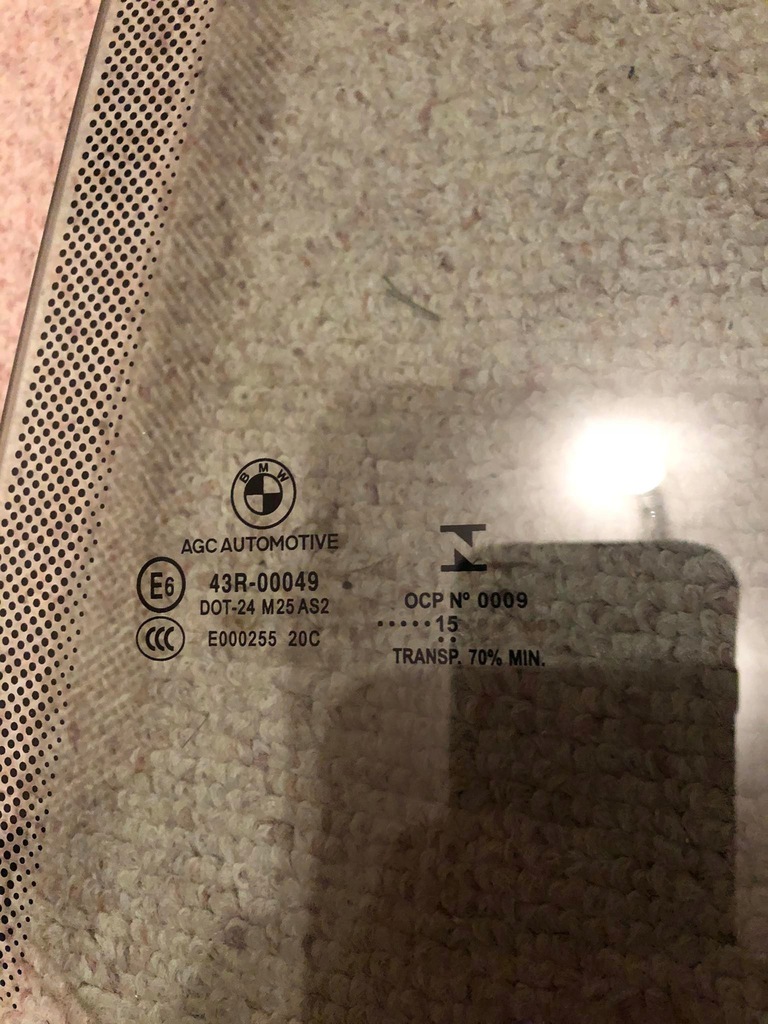 BMW
AGC AUTOMOTIVE
E6 43R-00049
DOT-24 M25 AS2
CCC E000255 20C
OCP Nº 0009
•••••15
••
TRANSP. 70% MIN.